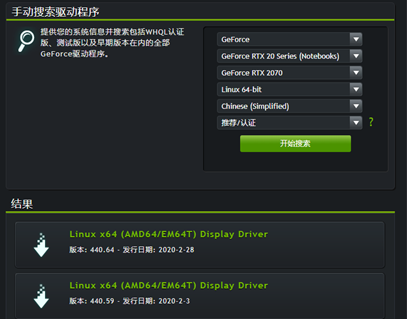 手动搜索驱动程序
提供您的系统信息并搜索包括WHQL认证
版、测试版以及早期版本在内的全部
GeForce驱动程序。
GeForce
GeForce RTX 20 Series (Notebooks)
GeForce RTX 2070
Linux 64-bit
Chinese (Simplified)
推荐/认证
?
开始搜索
结果
Linux x64 (AMD64/EM64T) Display Driver
版本: 440.64 - 发行日期: 2020-2-28
Linux x64 (AMD64/EM64T) Display Driver
版本: 440.59 - 发行日期: 2020-2-3